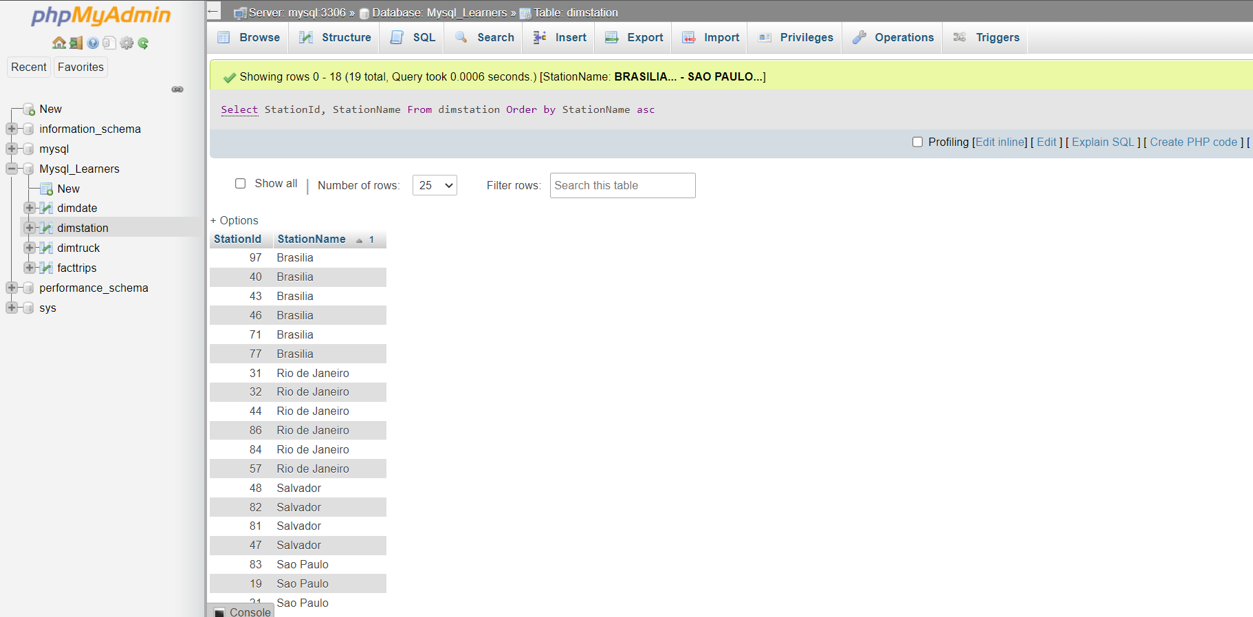 phpMyAdmin
Recent Favorites
New
information_schema
mysql
Mysql_Learners
New
dimdate
dimstation
dimtruck
facttrips
performance_schema
sys
Server: mysql:3306 » Database: Mysql_Learners » Table: dimstation
Browse Structure SQL Search Insert Export Import Privileges Operations Triggers
Showing rows 0 - 18 (19 total, Query took 0.0006 seconds.) [StationName: BRASILIA... - SAO PAULO...]
Select StationId, StationName From dimstation Order by StationName asc
Profiling [Edit inline] [ Edit ] [ Explain SQL ] [ Create PHP code ] [
Show all | Number of rows: 25 Filter rows: Search this table
+ Options
StationId StationName 1
97 Brasilia
40 Brasilia
43 Brasilia
46 Brasilia
71 Brasilia
77 Brasilia
31 Rio de Janeiro
32 Rio de Janeiro
44 Rio de Janeiro
86 Rio de Janeiro
84 Rio de Janeiro
57 Rio de Janeiro
48 Salvador
82 Salvador
81 Salvador
47 Salvador
83 Sao Paulo
19 Sao Paulo
Sao Paulo
Console